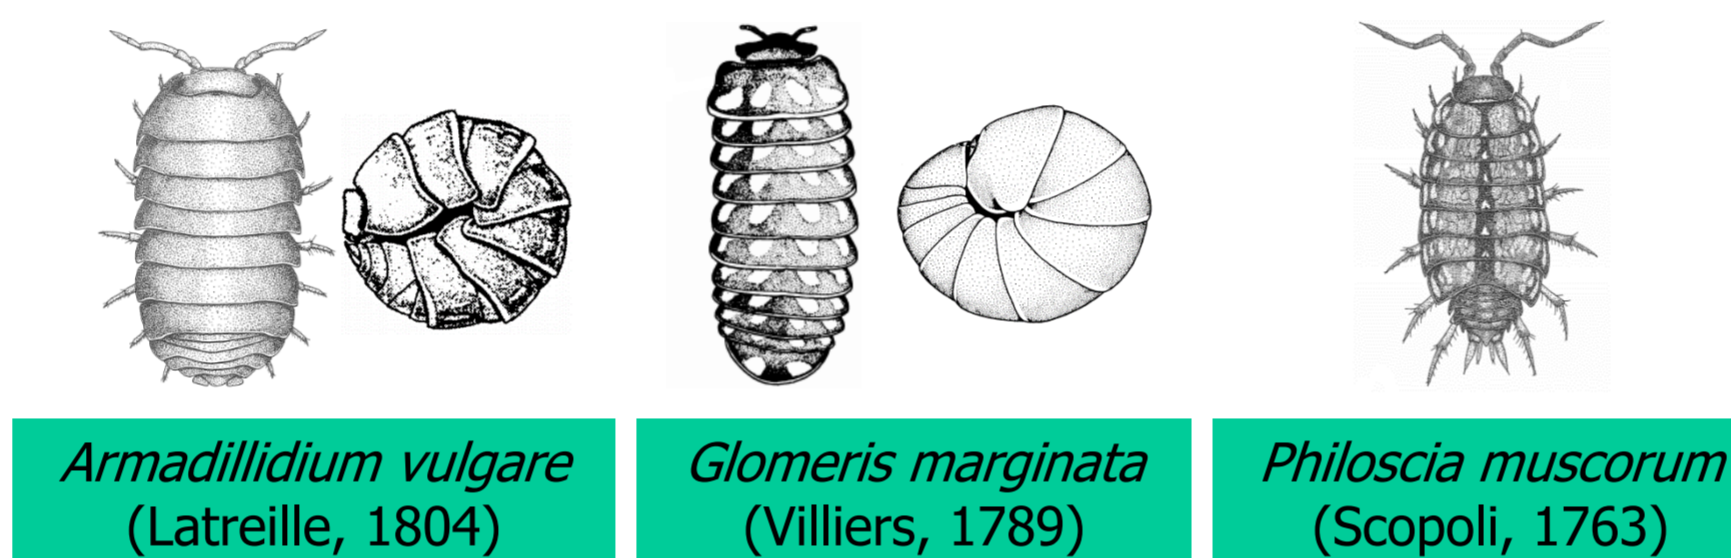 Armadillidium vulgare
(Latreille, 1804)
Glomeris marginata
(Villiers, 1789)
Philoscia muscorum
(Scopoli, 1763)